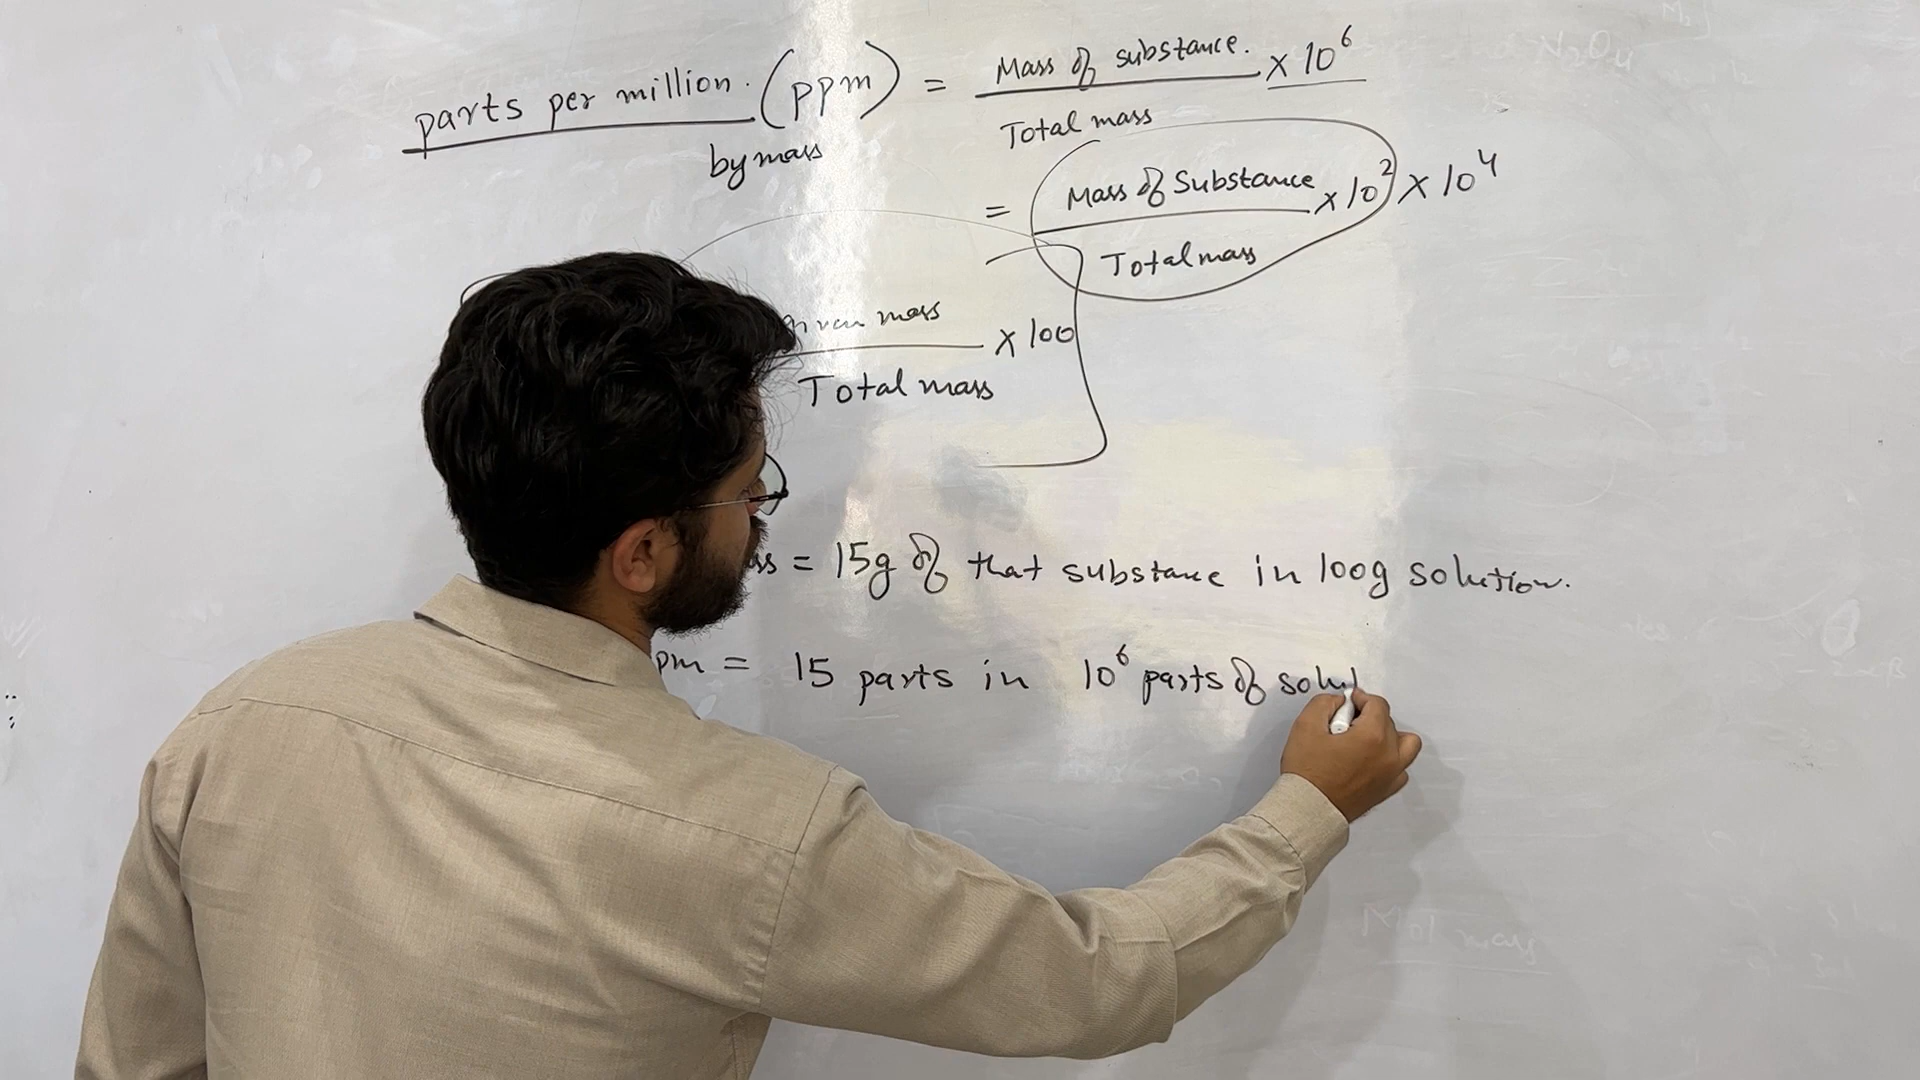 parts per million. (ppm) = Mass of substance. × 10⁶
Total mass
by mass
= Mass of Substance × 10² × 10⁴
Total mass
given mass × 100
Total mass
ss = 15g of that substance in 100g solution.
pm = 15 parts in 10⁶ parts of solu